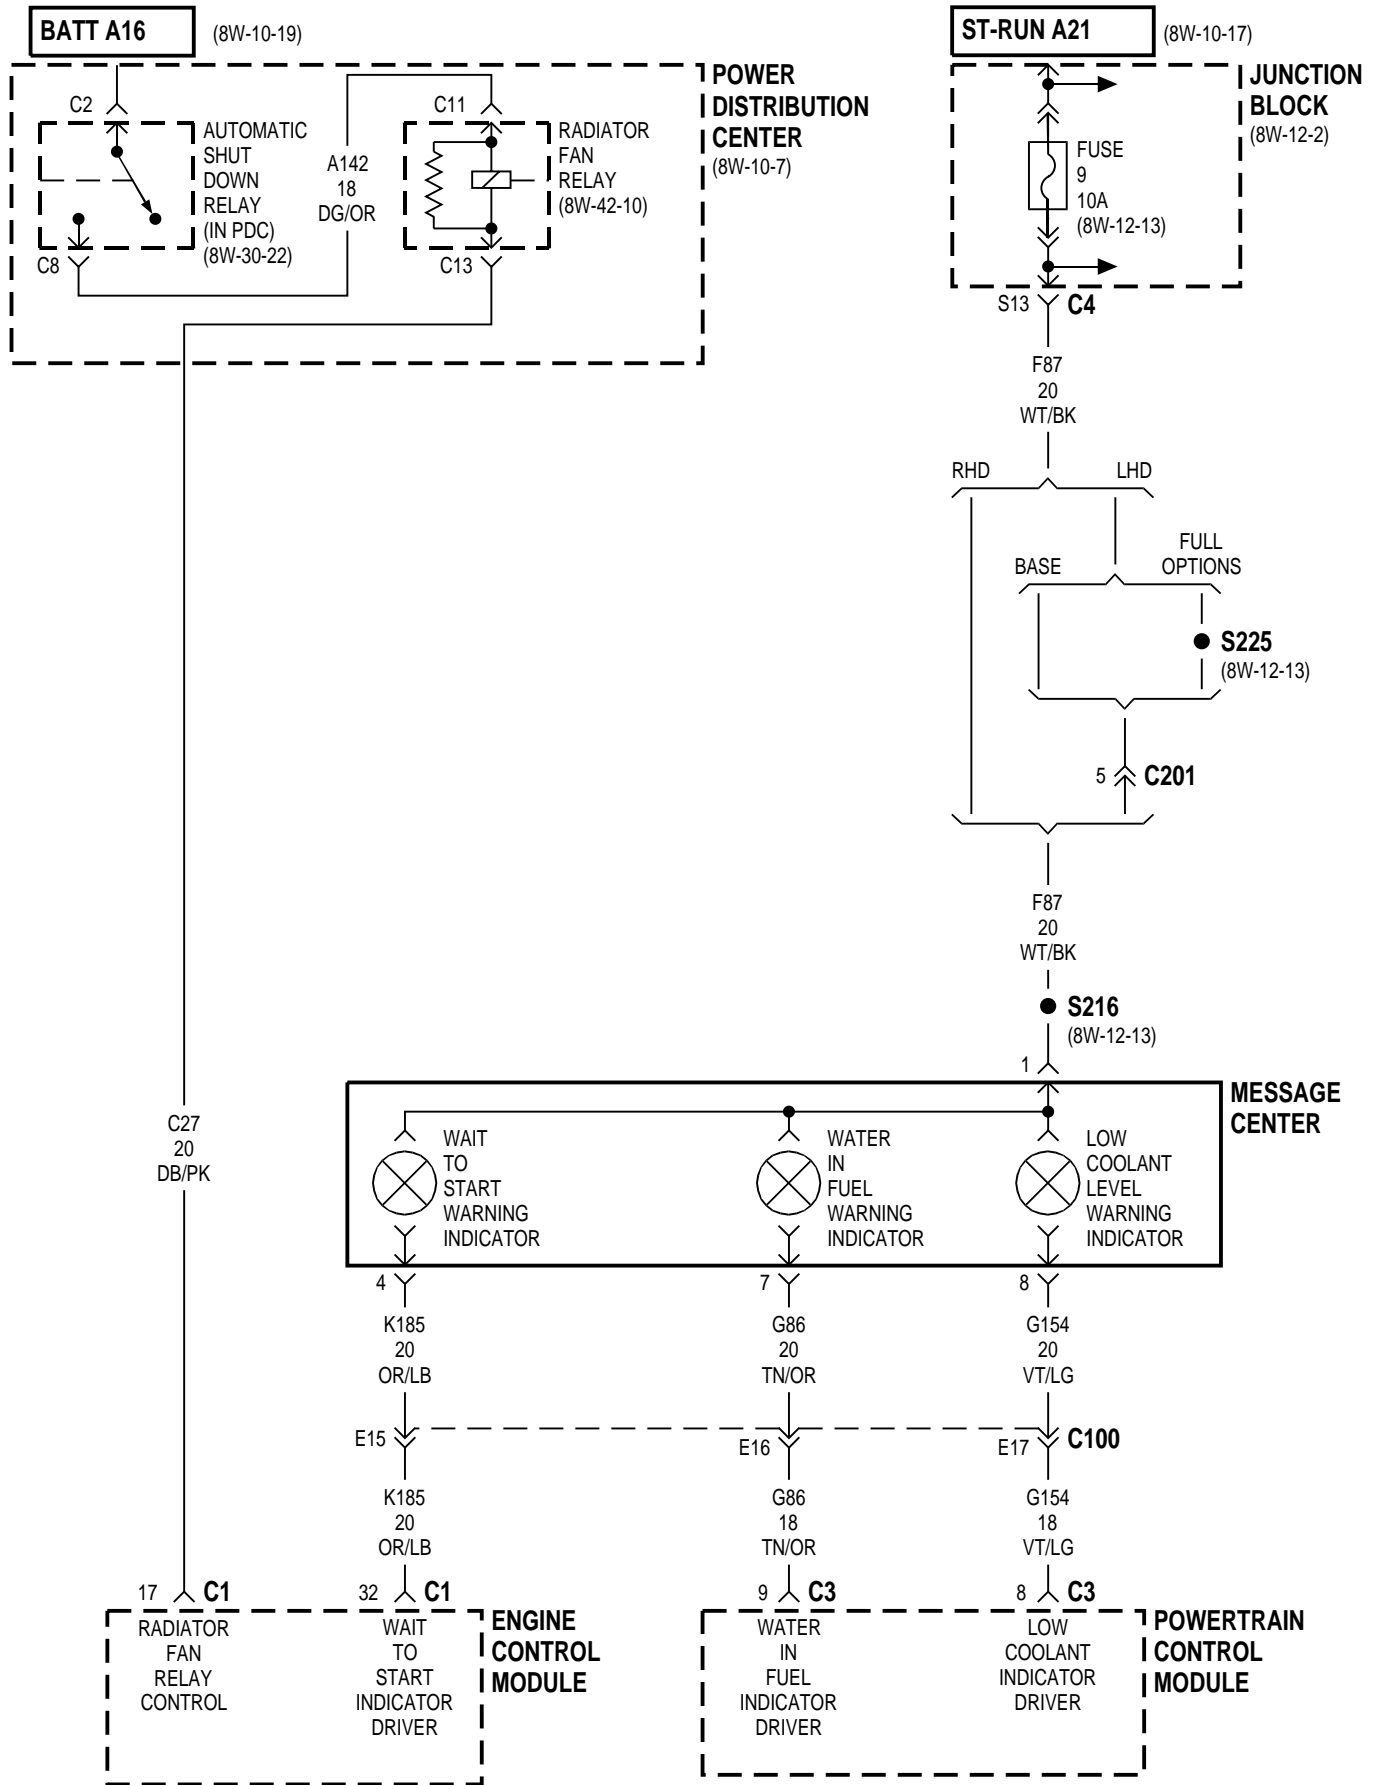 BATT A16
(8W-10-19)
ST-RUN A21
(8W-10-17)
POWER
DISTRIBUTION
CENTER
(8W-10-7)
JUNCTION
BLOCK
(8W-12-2)
C2
AUTOMATIC
SHUT
DOWN
RELAY
(IN PDC)
(8W-30-22)
C8
A142
18
DG/OR
C11
RADIATOR
FAN
RELAY
(8W-42-10)
C13
FUSE
9
10A
(8W-12-13)
S13
C4
F87
20
WT/BK
RHD
LHD
BASE
FULL
OPTIONS
S225
(8W-12-13)
5
C201
F87
20
WT/BK
S216
(8W-12-13)
1
MESSAGE
CENTER
C27
20
DB/PK
WAIT
TO
START
WARNING
INDICATOR
WATER
IN
FUEL
WARNING
INDICATOR
LOW
COOLANT
LEVEL
WARNING
INDICATOR
4
7
8
K185
20
OR/LB
G86
20
TN/OR
G154
20
VT/LG
E15
E16
E17
C100
K185
20
OR/LB
G86
18
TN/OR
G154
18
VT/LG
17
C1
32
C1
9
C3
8
C3
RADIATOR
FAN
RELAY
CONTROL
WAIT
TO
START
INDICATOR
DRIVER
ENGINE
CONTROL
MODULE
WATER
IN
FUEL
INDICATOR
DRIVER
LOW
COOLANT
INDICATOR
DRIVER
POWERTRAIN
CONTROL
MODULE